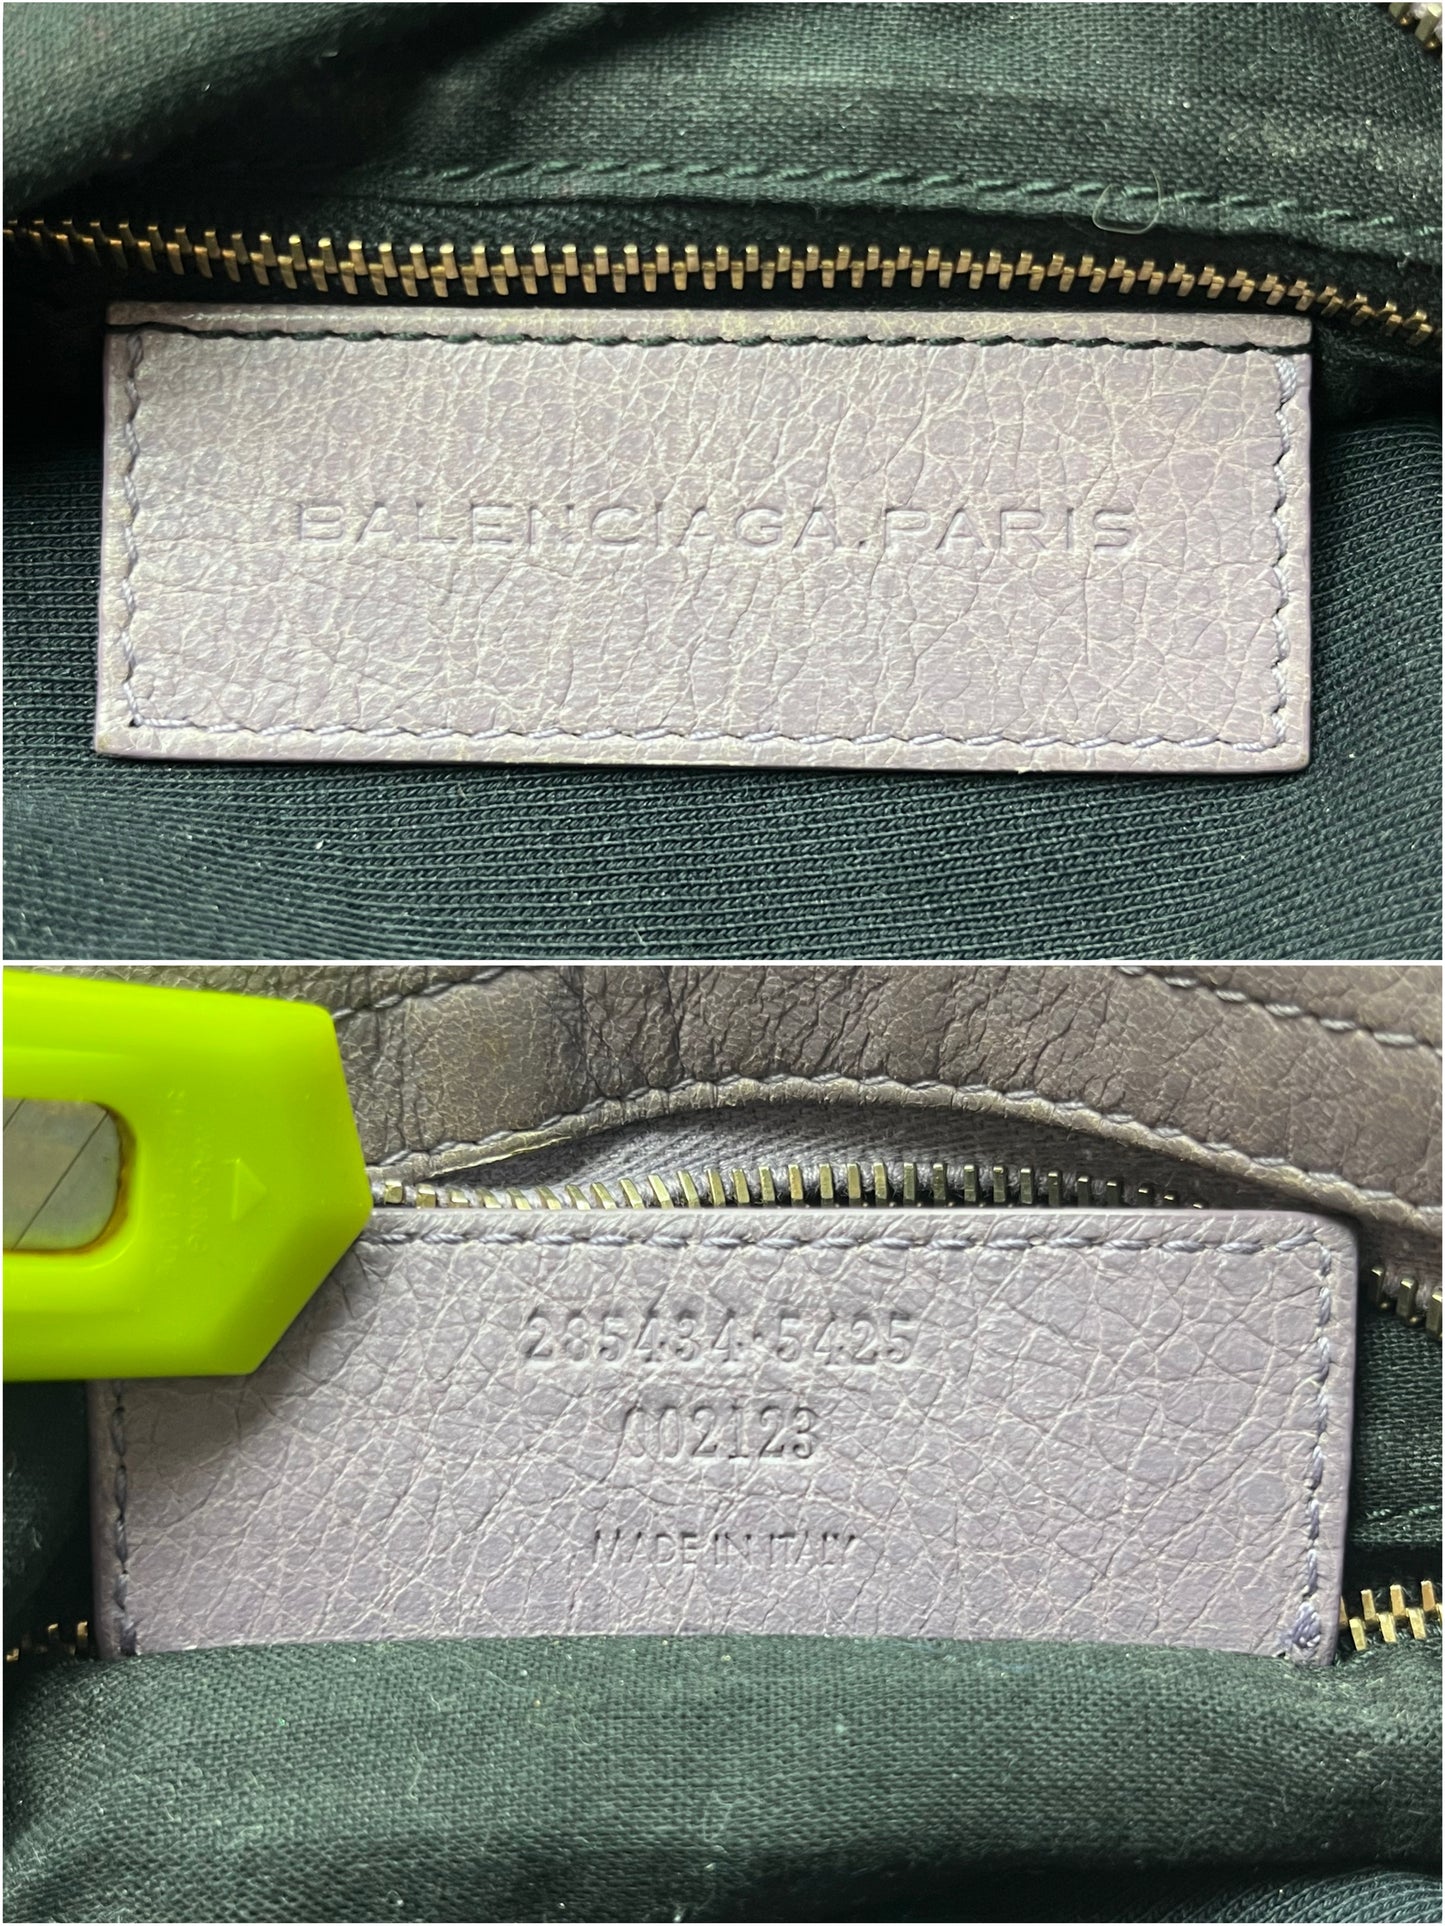 BALENCIAGA.PARIS
285434·5425
002123
MADE IN ITALY